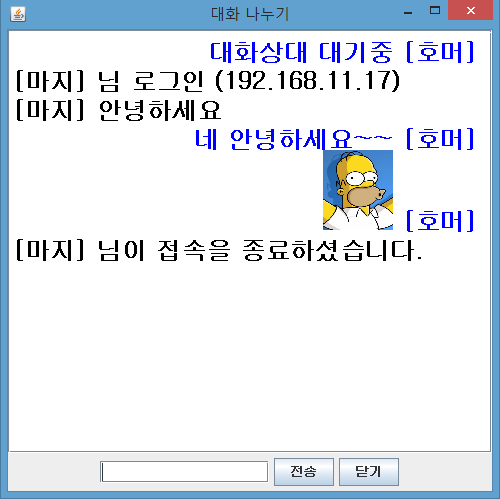 대화 나누기
대화상대 대기중 [호머]
[마지] 님 로그인 (192.168.11.17)
[마지] 안녕하세요
네 안녕하세요~~ [호머]
[호머]
[마지] 님이 접속을 종료하셨습니다.
전송
닫기